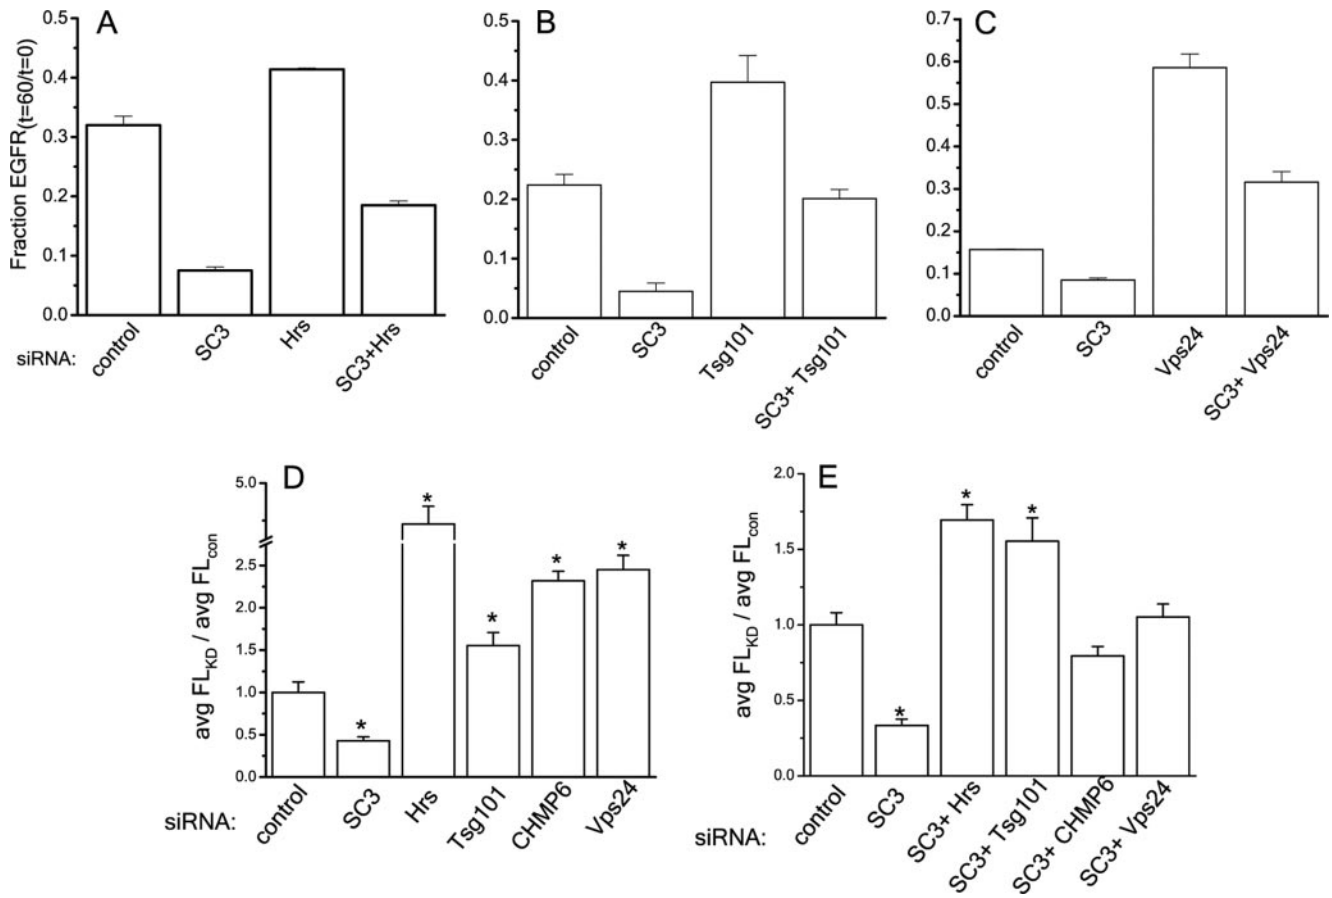 A
Fraction EGFR(t=60/t=0)
0.5
0.4
0.3
0.2
0.1
0.0
siRNA:
control
SC3
Hrs
SC3+Hrs
B
0.5
0.4
0.3
0.2
0.1
0.0
control
SC3
Tsg101
SC3+ Tsg101
C
0.7
0.6
0.5
0.4
0.3
0.2
0.1
0.0
control
SC3
Vps24
SC3+ Vps24
D
avg FLKD / avg FLcon
5.0
2.5
2.0
1.5
1.0
0.5
0.0
*
*
*
*
*
siRNA:
control
SC3
Hrs
Tsg101
CHMP6
Vps24
E
avg FLKD / avg FLcon
2.0
1.5
1.0
0.5
0.0
*
*
*
siRNA:
control
SC3
SC3+ Hrs
SC3+ Tsg101
SC3+ CHMP6
SC3+ Vps24